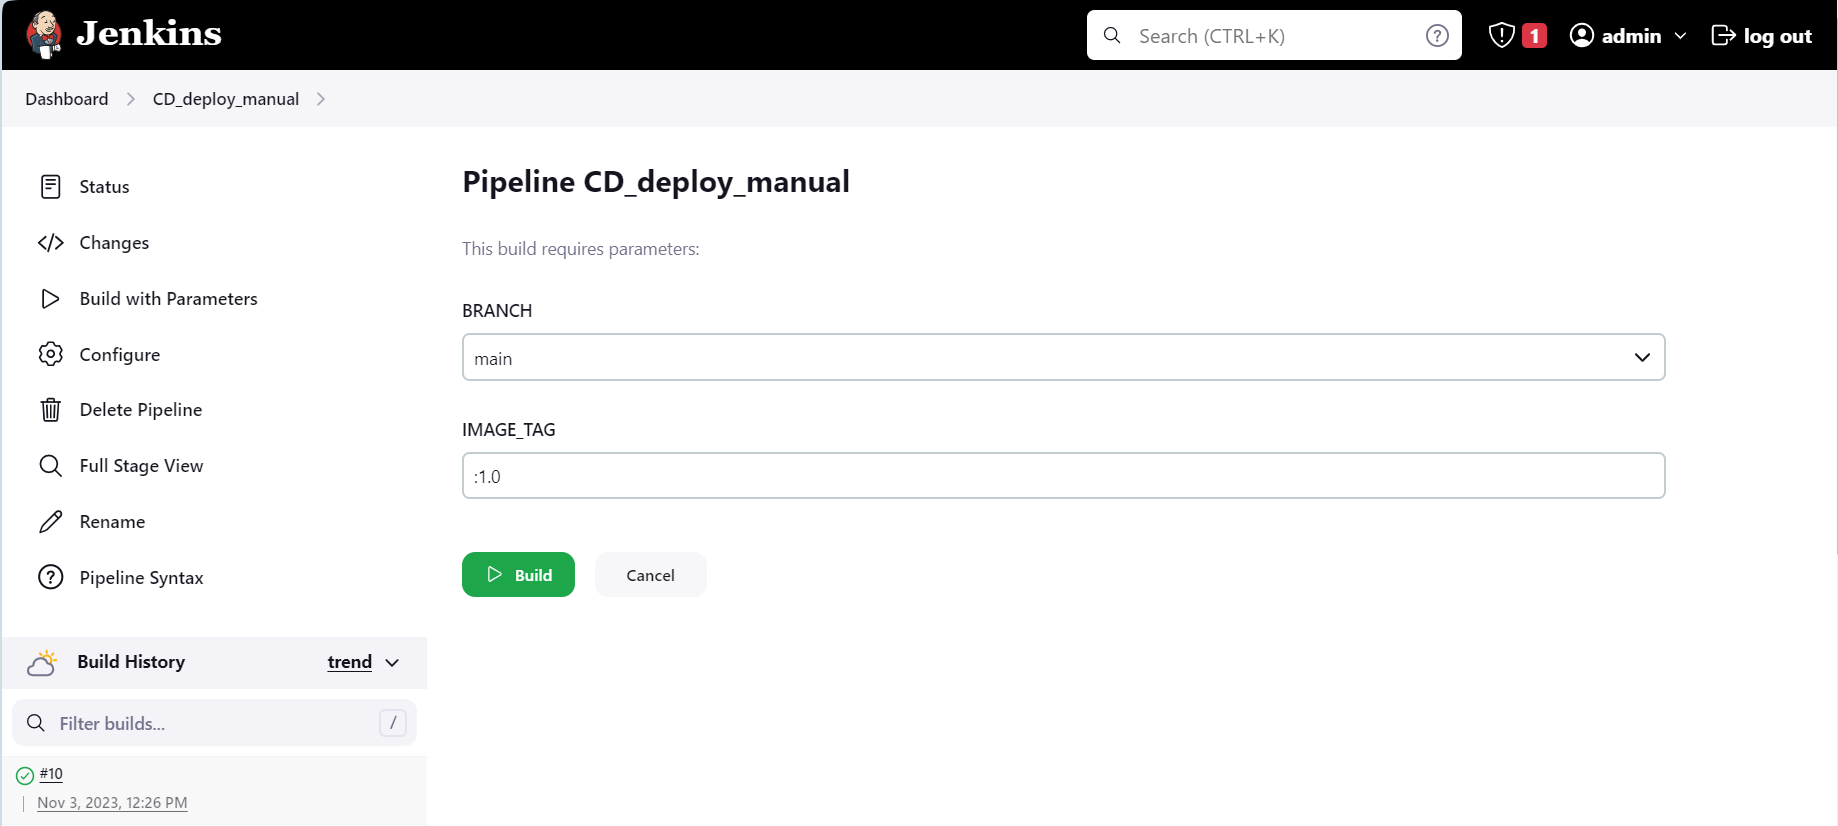 Jenkins
Search (CTRL+K)
?
1
admin
log out
Dashboard
CD_deploy_manual
Status
Changes
Build with Parameters
Configure
Delete Pipeline
Full Stage View
Rename
Pipeline Syntax
Build History
trend
Filter builds...
/
#10
Nov 3, 2023, 12:26 PM
Pipeline CD_deploy_manual
This build requires parameters:
BRANCH
main
IMAGE_TAG
:1.0
Build
Cancel